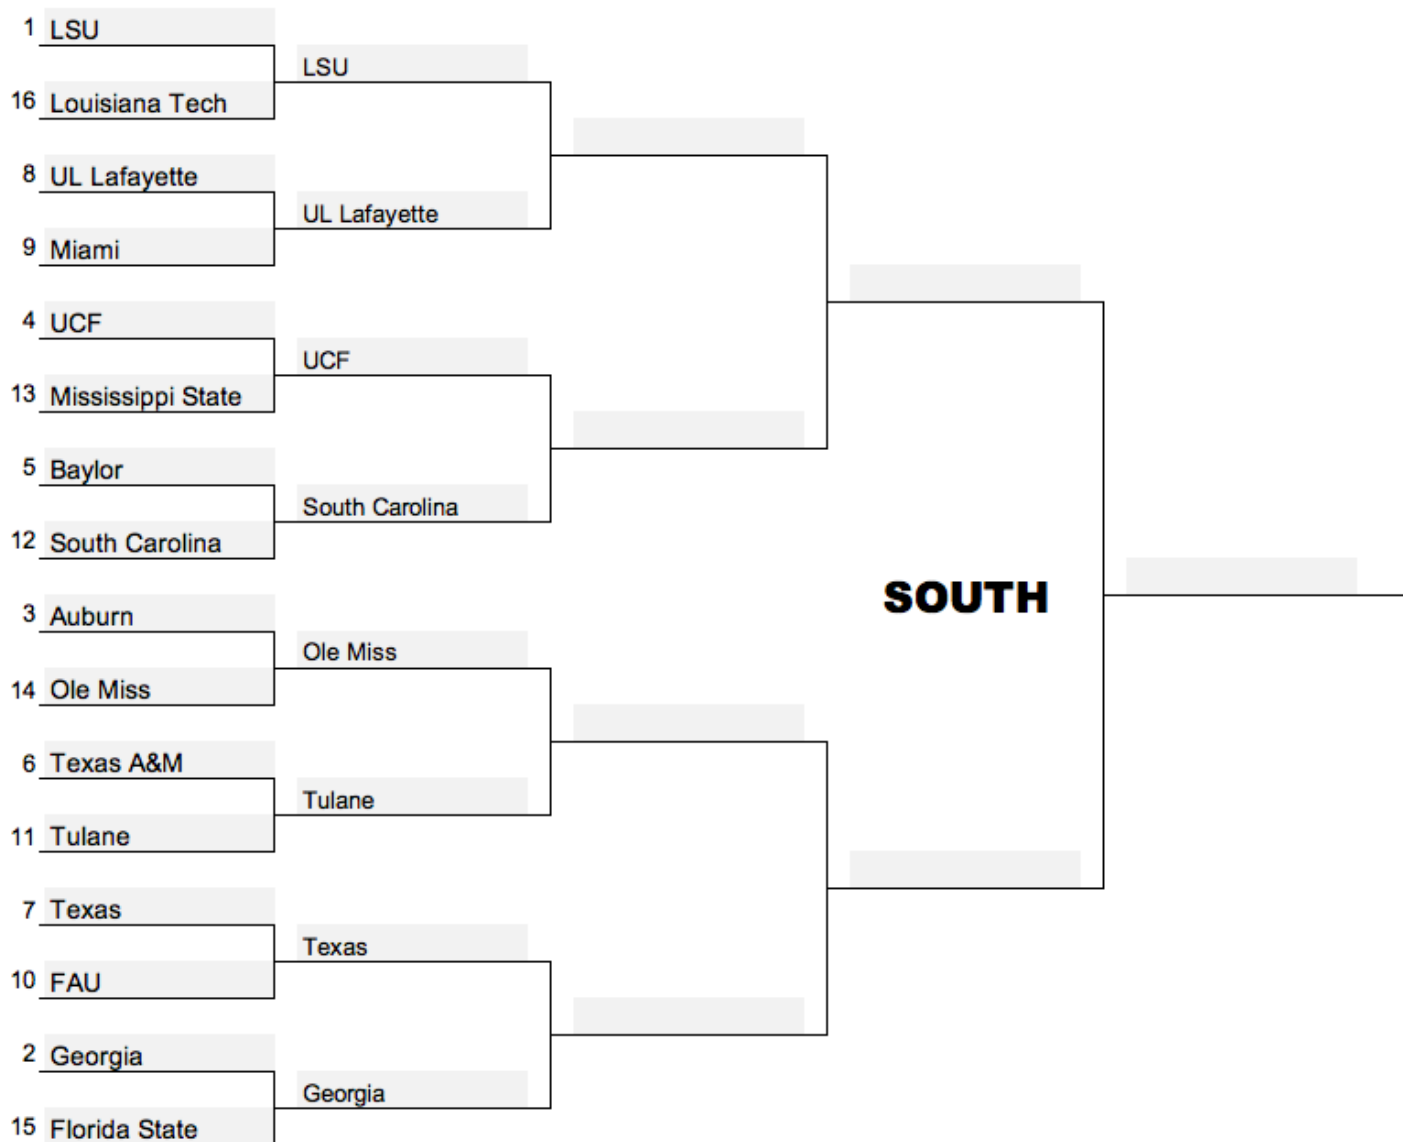 1 LSU
16 Louisiana Tech
8 UL Lafayette
9 Miami
4 UCF
13 Mississippi State
5 Baylor
12 South Carolina
3 Auburn
14 Ole Miss
6 Texas A&M
11 Tulane
7 Texas
10 FAU
2 Georgia
15 Florida State
LSU
UL Lafayette
UCF
South Carolina
Ole Miss
Tulane
Texas
Georgia
SOUTH